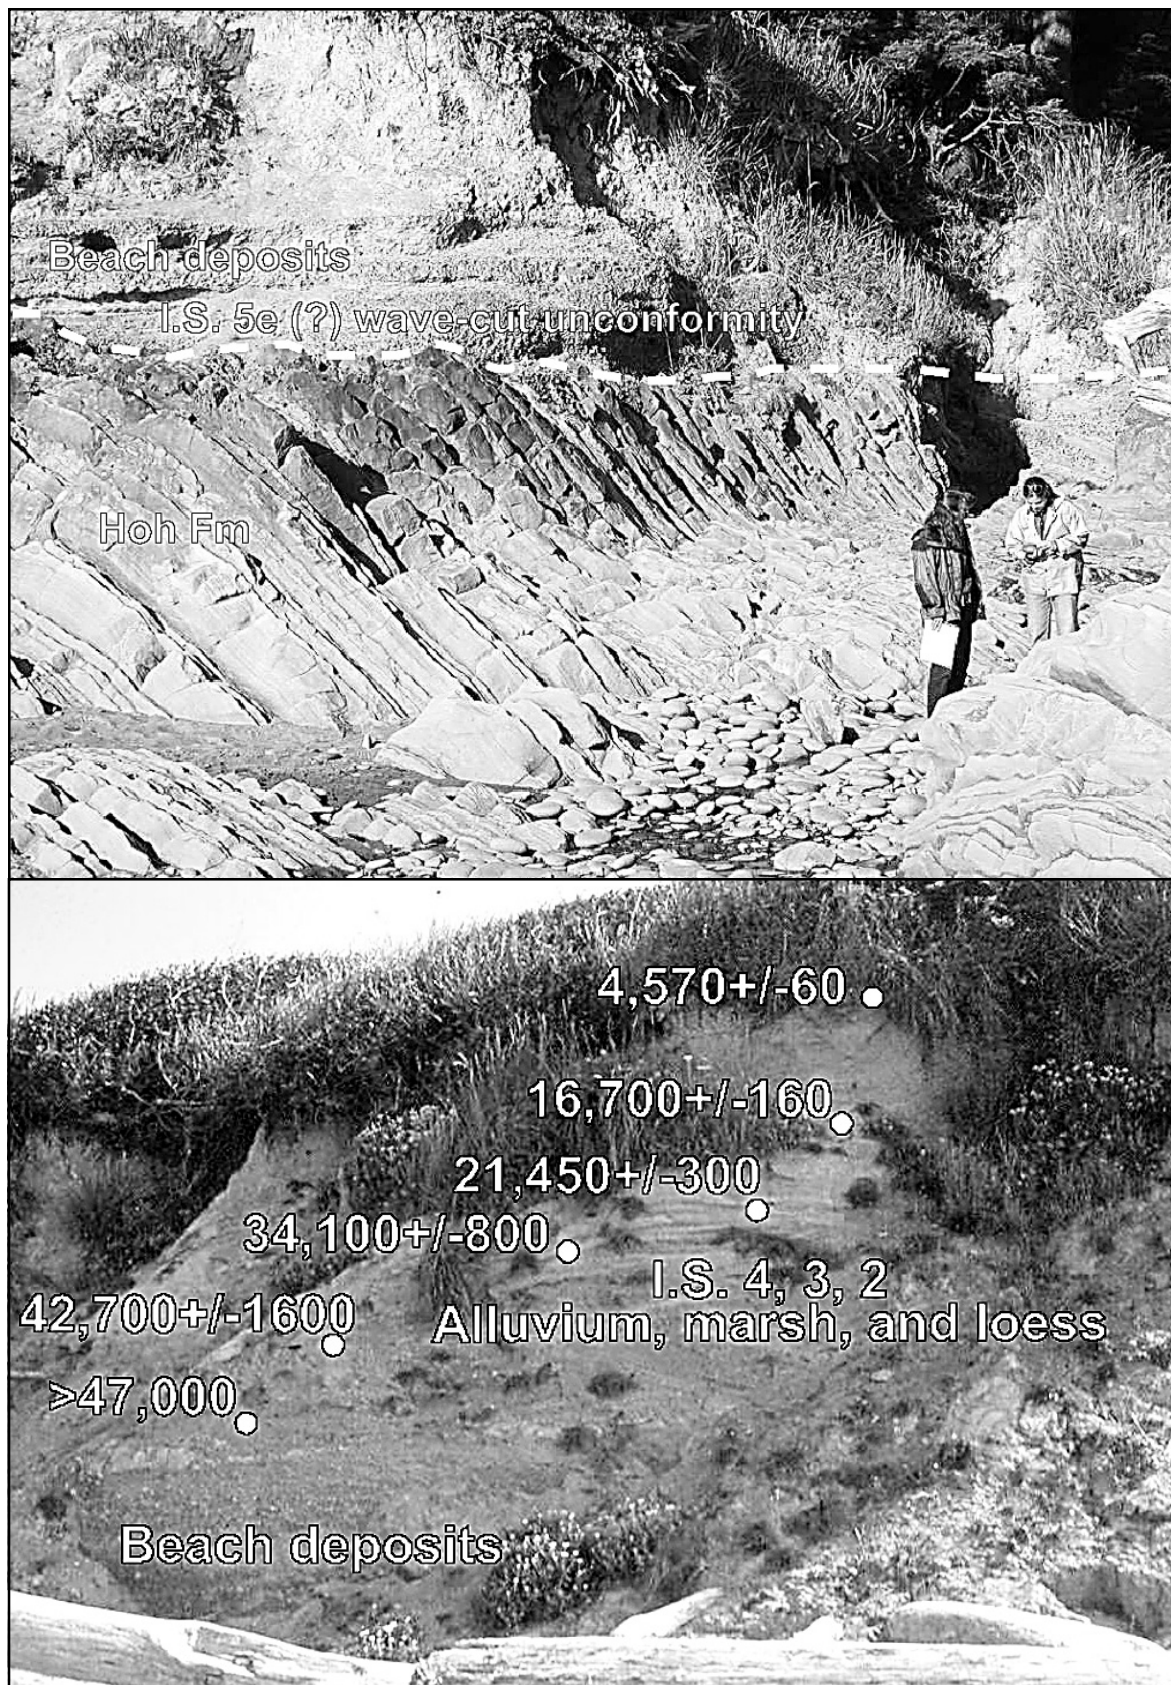 Beach deposits
I.S. 5e (?) wave-cut unconformity
Hoh Fm
4,570+/-60
16,700+/-160
21,450+/-300
34,100+/-800
I.S. 4, 3, 2
42,700+/-1600
Alluvium, marsh, and loess
>47,000
Beach deposits